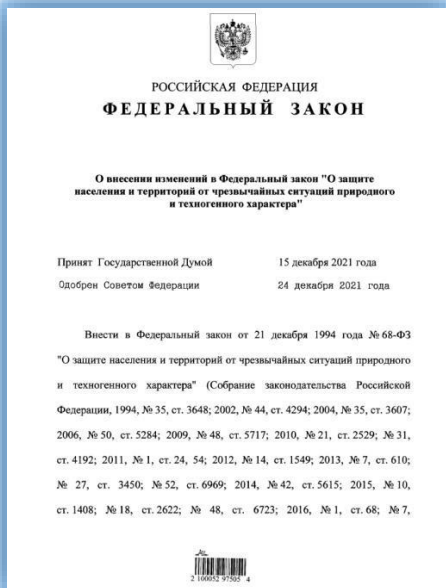 РОССИЙСКАЯ ФЕДЕРАЦИЯ
ФЕДЕРАЛЬНЫЙ ЗАКОН
О внесении изменений в Федеральный закон "О защите
населения и территорий от чрезвычайных ситуаций природного
и техногенного характера"
Принят Государственной Думой 15 декабря 2021 года
Одобрен Советом Федерации 24 декабря 2021 года
Внести в Федеральный закон от 21 декабря 1994 года № 68-ФЗ
"О защите населения и территорий от чрезвычайных ситуаций природного
и техногенного характера" (Собрание законодательства Российской
Федерации, 1994, № 35, ст. 3648; 2002, № 44, ст. 4294; 2004, № 35, ст. 3607;
2006, № 50, ст. 5284; 2009, № 48, ст. 5717; 2010, № 21, ст. 2529; № 31,
ст. 4192; 2011, № 1, ст. 24, 54; 2012, № 14, ст. 1549; 2013, № 7, ст. 610;
№ 27, ст. 3450; № 52, ст. 6969; 2014, № 42, ст. 5615; 2015, № 10,
ст. 1408; № 18, ст. 2622; № 48, ст. 6723; 2016, № 1, ст. 68; № 7,
2 100052 97505 4